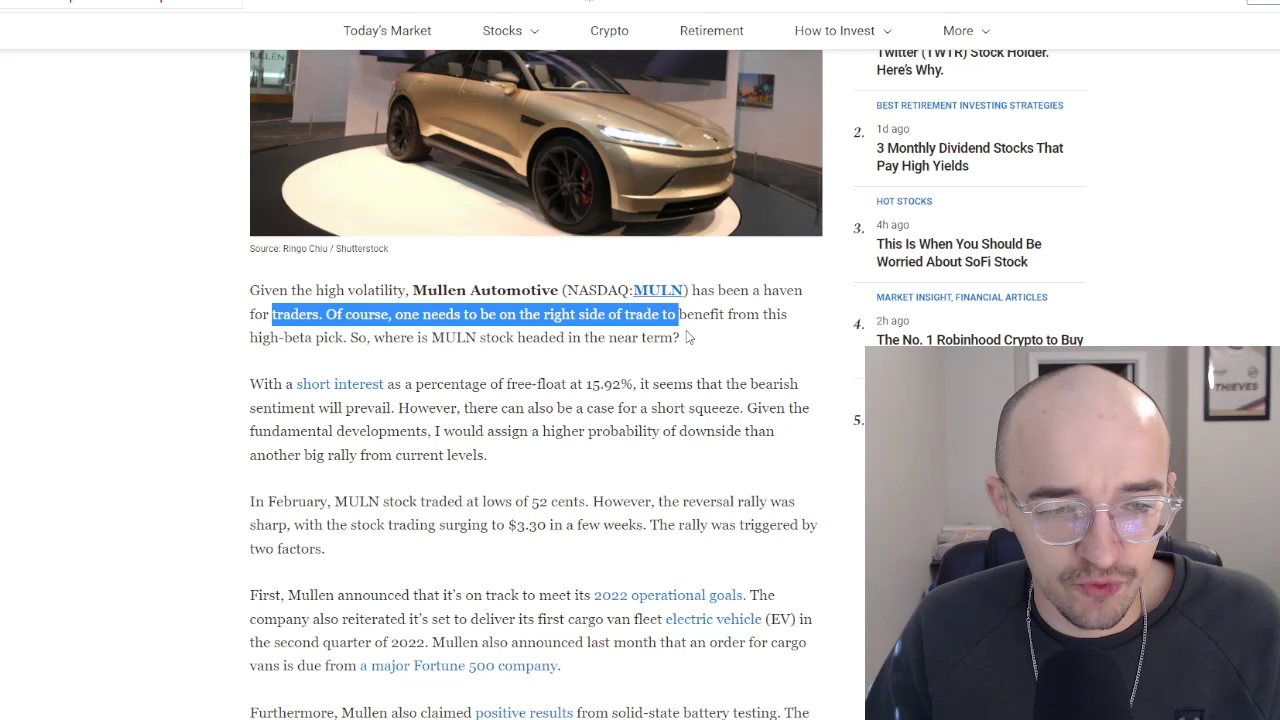 Today's Market
Stocks
Crypto
Retirement
How to Invest
More
MULLEN
Source: Ringo Chiu / Shutterstock
Given the high volatility, Mullen Automotive (NASDAQ:MULN) has been a haven
for traders. Of course, one needs to be on the right side of trade to benefit from this
high-beta pick. So, where is MULN stock headed in the near term?
With a short interest as a percentage of free-float at 15.92%, it seems that the bearish
sentiment will prevail. However, there can also be a case for a short squeeze. Given the
fundamental developments, I would assign a higher probability of downside than
another big rally from current levels.
In February, MULN stock traded at lows of 52 cents. However, the reversal rally was
sharp, with the stock trading surging to $3.30 in a few weeks. The rally was triggered by
two factors.
First, Mullen announced that it's on track to meet its 2022 operational goals. The
company also reiterated it's set to deliver its first cargo van fleet electric vehicle (EV) in
the second quarter of 2022. Mullen also announced last month that an order for cargo
vans is due from a major Fortune 500 company.
Furthermore, Mullen also claimed positive results from solid-state battery testing. The
Twitter (TWTR) Stock Holder.
Here's Why.
BEST RETIREMENT INVESTING STRATEGIES
2.
1d ago
3 Monthly Dividend Stocks That
Pay High Yields
HOT STOCKS
3.
4h ago
This Is When You Should Be
Worried About SoFi Stock
MARKET INSIGHT, FINANCIAL ARTICLES
4.
2h ago
The No. 1 Robinhood Crypto to Buy
5.
THIEVES